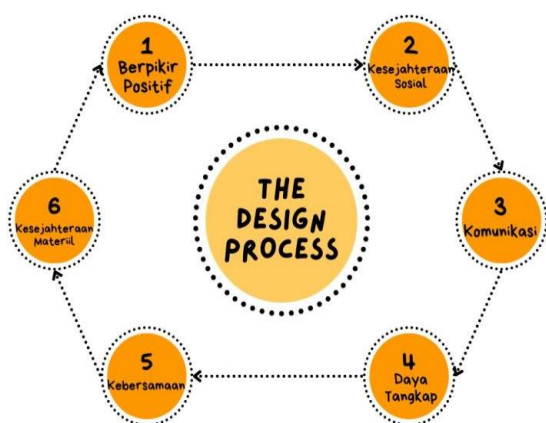 1
Berpikir
Positif
2
Kesejahteraan
Sosial
3
Komunikasi
4
Daya
Tangkap
5
Kebersamaan
6
Kesejahteraan
Materiil
THE
DESIGN
PROCESS